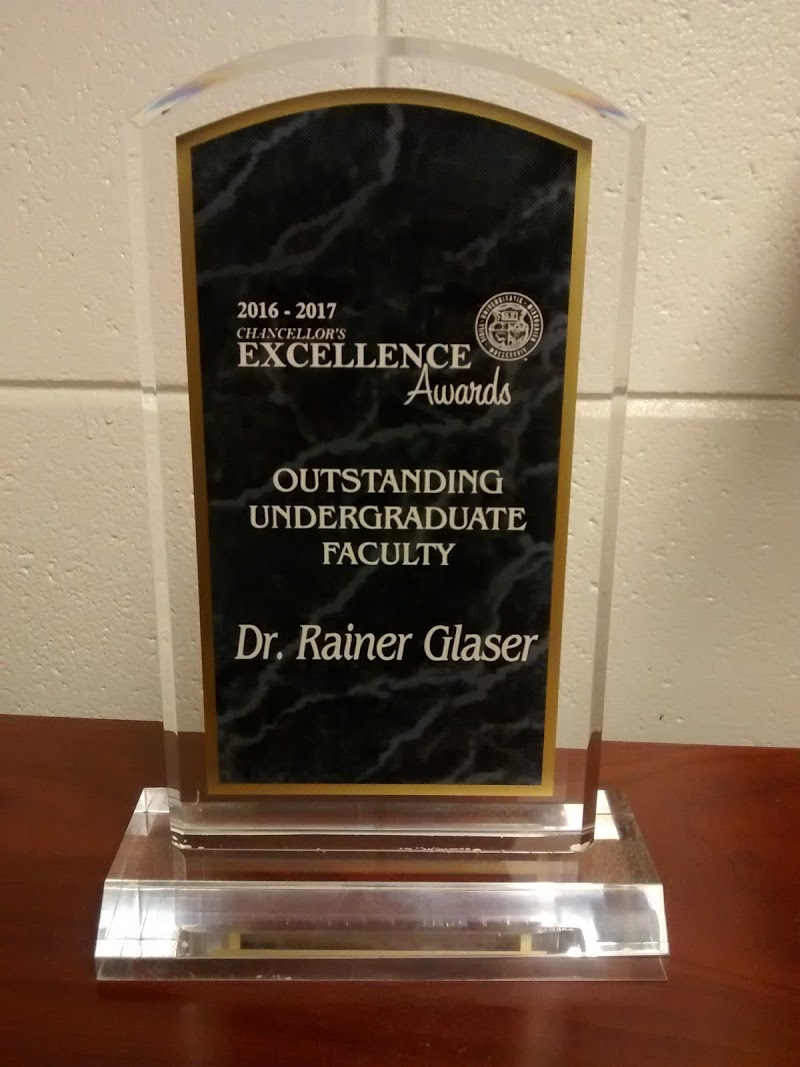 2016 - 2017
CHANCELLOR'S
EXCELLENCE
Awards
OUTSTANDING
UNDERGRADUATE
FACULTY
Dr. Rainer Glaser